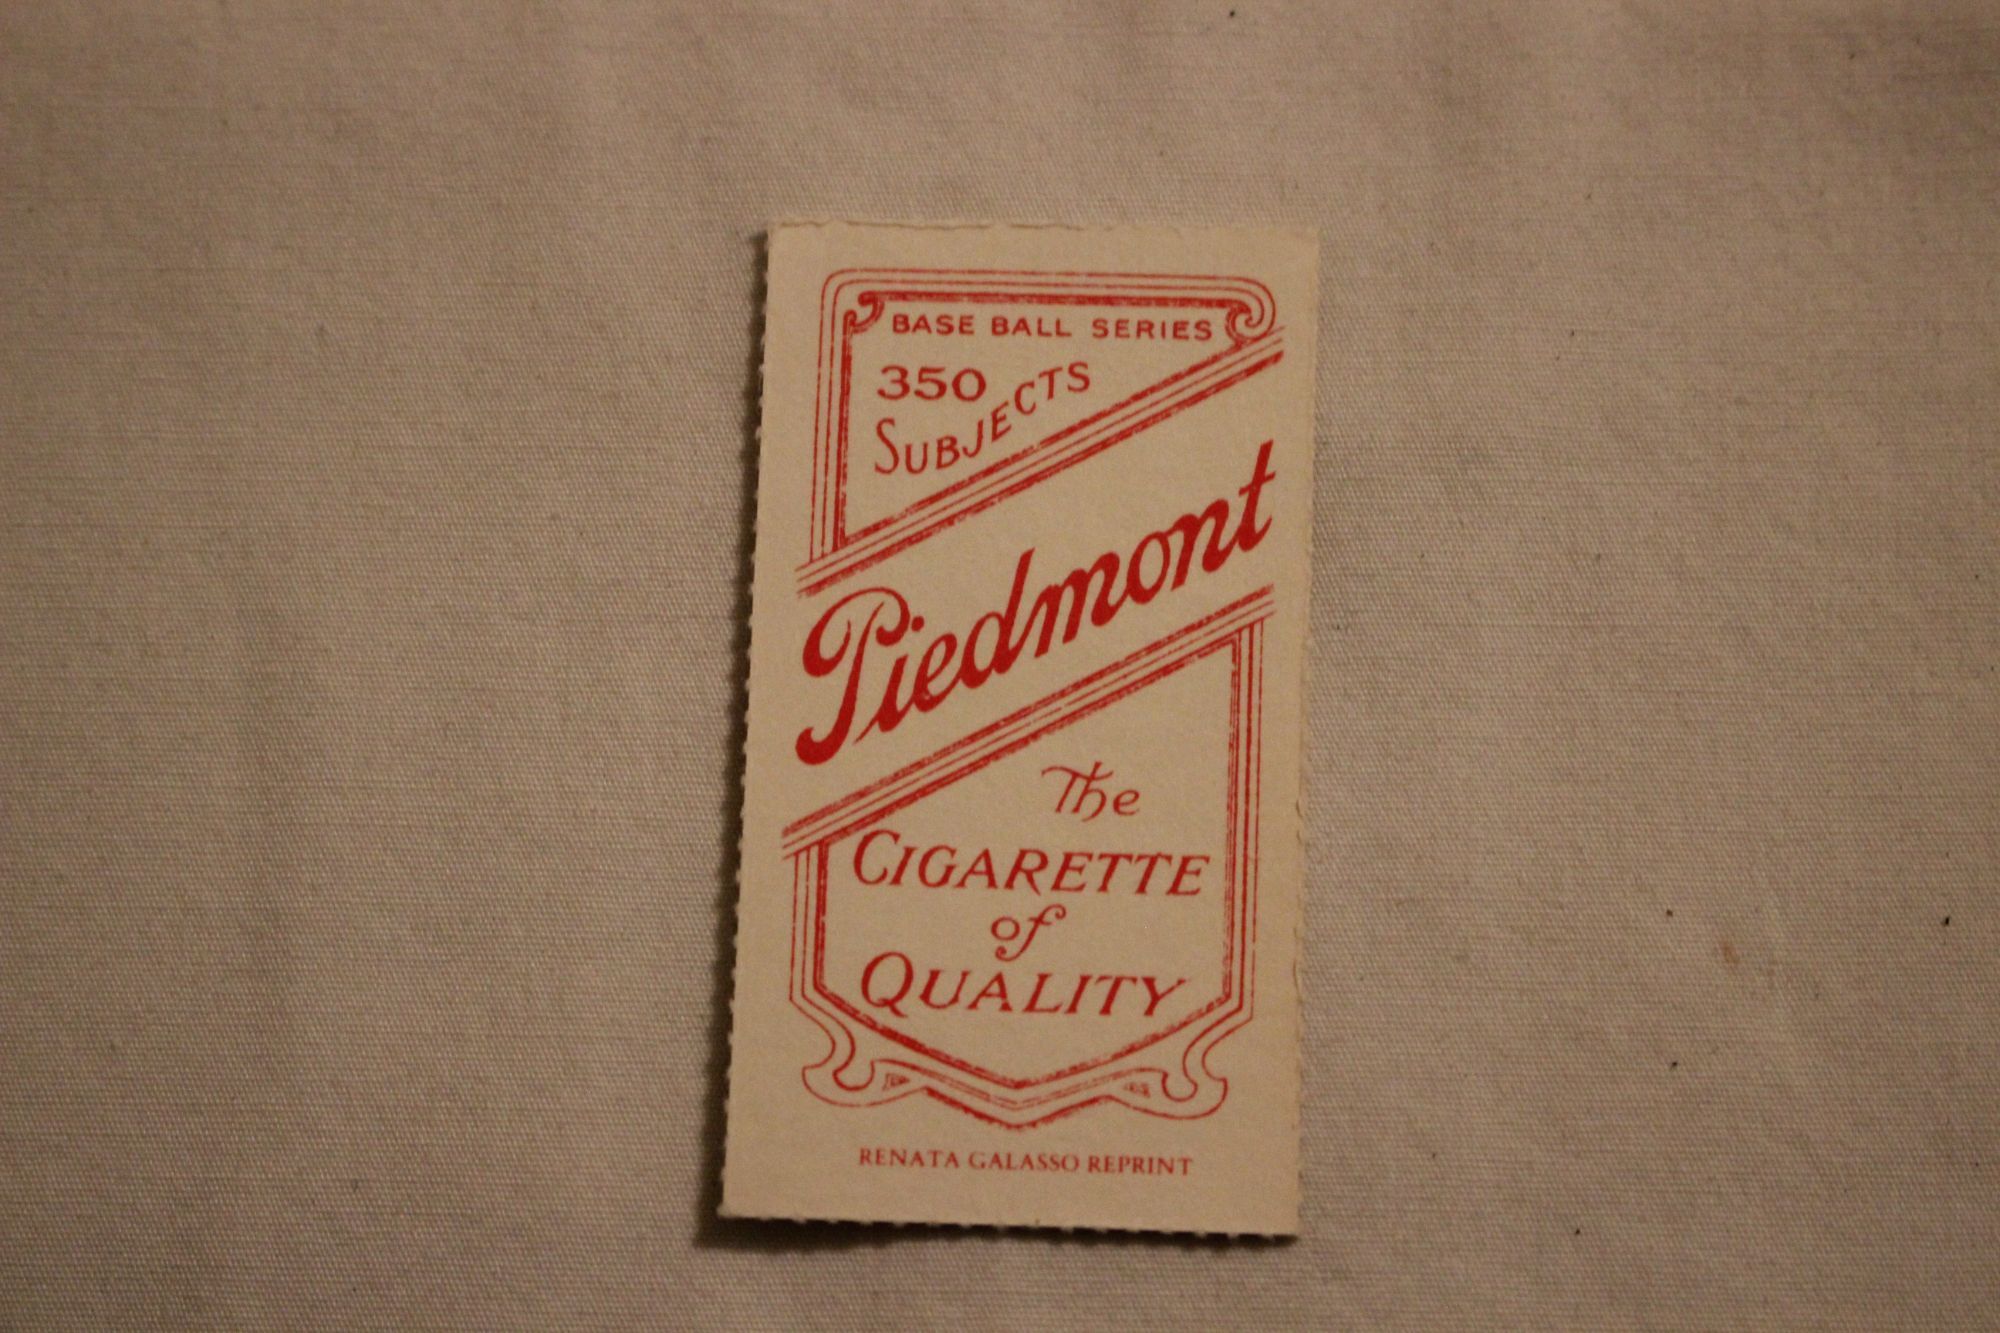 BASE BALL SERIES
350
SUBJECTS
Piedmont
The
CIGARETTE
of
QUALITY
RENATA GALASSO REPRINT